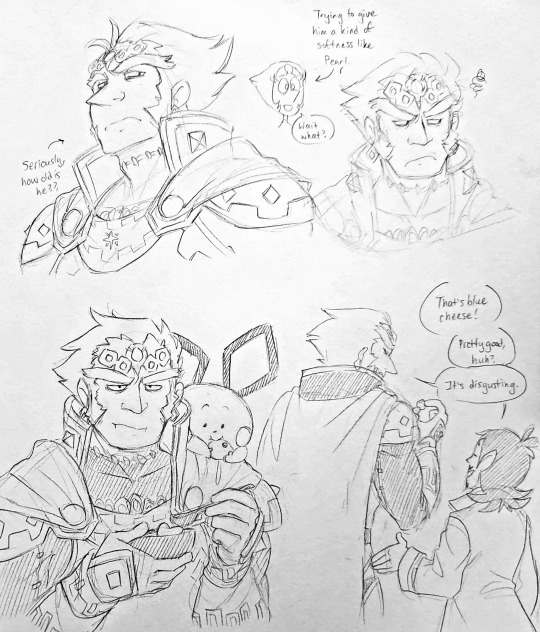 Trying to give
him a kind of
softness like
Pearl.
Wait
what?
Seriously,
how old is
he??
That's blue
cheese!
Pretty good,
huh?
It's disgusting.